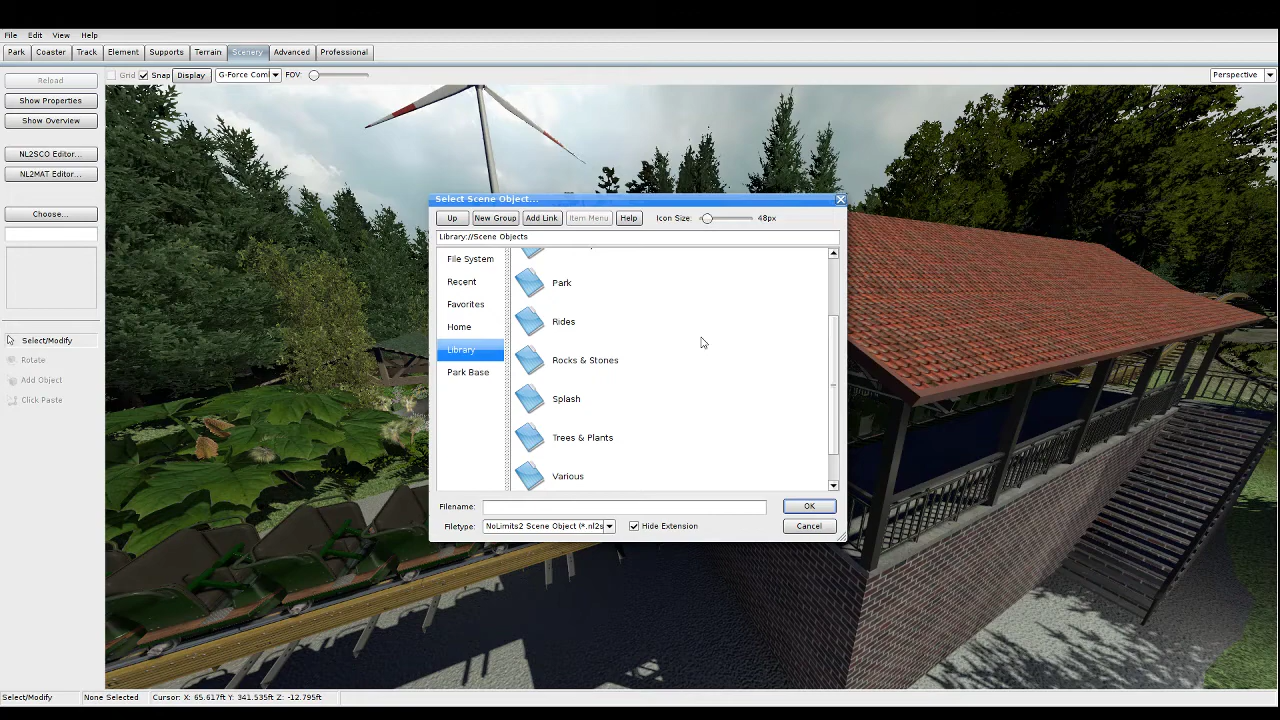 File Edit View Help
Park Coaster Track Element Supports Terrain Scenery Advanced Professional
Reload Grid Snap Display G-Force Com FOV: Perspective
Show Properties
Show Overview
NL2SCO Editor...
NL2MAT Editor...
Choose...
Select/Modify
Rotate
Add Object
Click Paste
Select Scene Object...
Up New Group Add Link Item Menu Help Icon Size: 48px
Library://Scene Objects
File System
Recent
Favorites
Home
Library
Park Base
Park
Rides
Rocks & Stones
Splash
Trees & Plants
Various
Filename: OK
Filetype: NoLimits2 Scene Object (*.nl2s Hide Extension Cancel
Select/Modify None Selected Cursor: X: 65.617ft Y: 341.535ft Z: -12.795ft